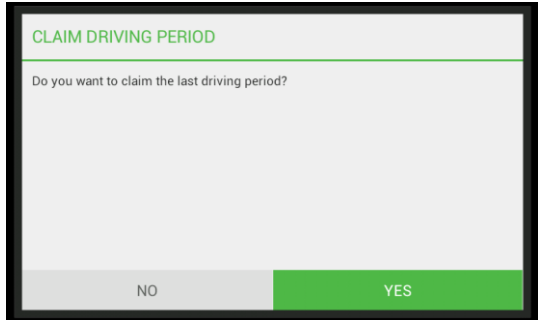 CLAIM DRIVING PERIOD
Do you want to claim the last driving period?
NO
YES